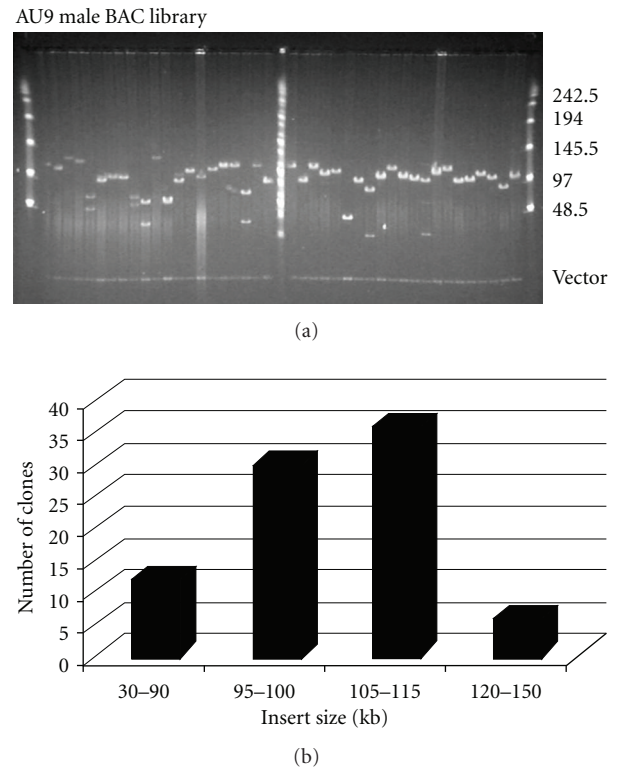 AU9 male BAC library
242.5
194
145.5
97
48.5
Vector
(a)
40
35
30
25
20
15
10
5
0
Number of clones
30–90 95–100 105–115 120–150
Insert size (kb)
(b)